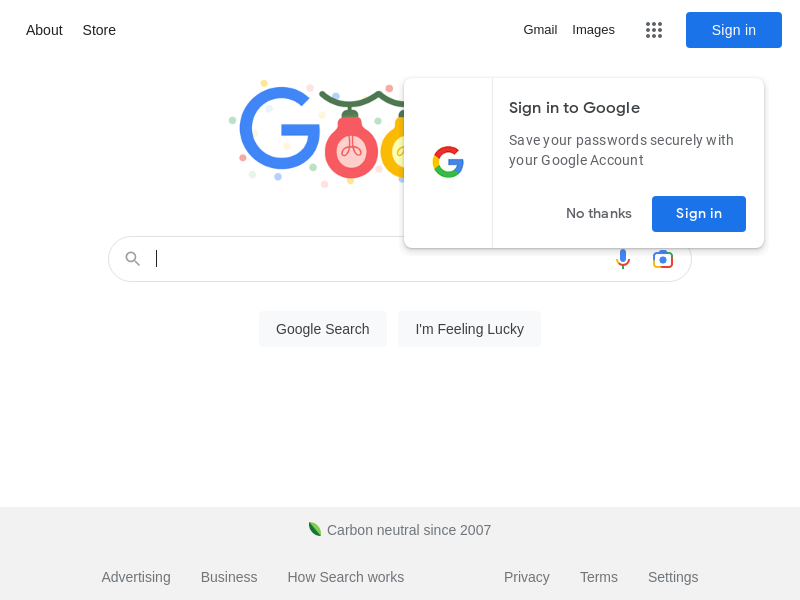 About Store Gmail Images Sign in
Sign in to Google
Save your passwords securely with
your Google Account
No thanks Sign in
Google Search I'm Feeling Lucky
Carbon neutral since 2007
Advertising Business How Search works Privacy Terms Settings